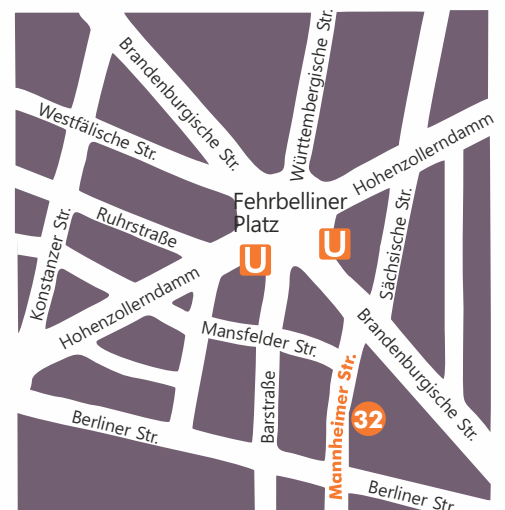 Brandenburgische Str.
Württembergische Str.
Westfälische Str.
Hohenzollerndamm
Fehrbelliner
Platz
Ruhrstraße
Konstanzer Str.
Sächsische Str.
U
U
Hohenzollerndamm
Mansfelder Str.
Brandenburgische Str.
Barstraße
Mannheimer Str.
32
Berliner Str.
Berliner Str.